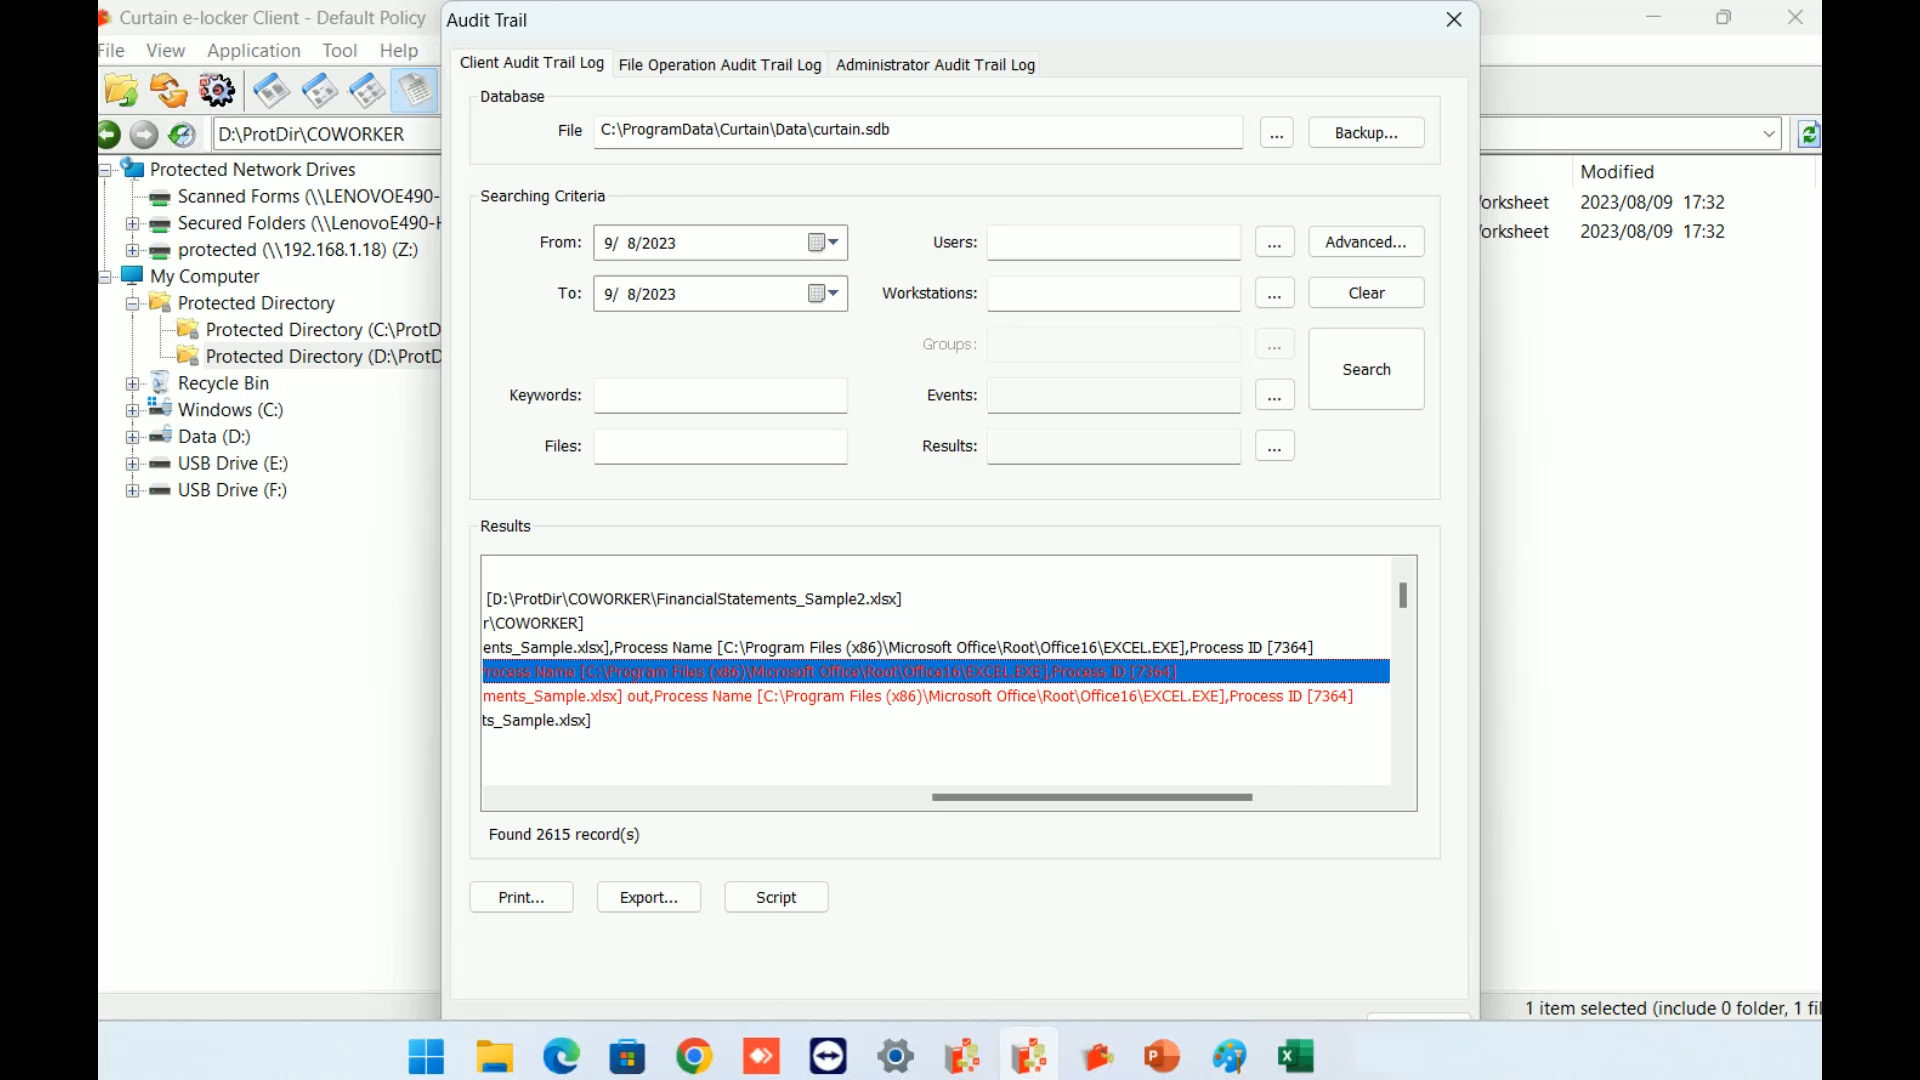 Curtain e-locker Client - Default Policy
Audit Trail
File View Application Tool Help
Client Audit Trail Log File Operation Audit Trail Log Administrator Audit Trail Log
Database
File C:\ProgramData\Curtain\Data\curtain.sdb ... Backup...
D:\ProtDir\COWORKER
Protected Network Drives
Scanned Forms (\\LENOVOE490-
Secured Folders (\\LenovoE490-H
protected (\\192.168.1.18) (Z:)
My Computer
Protected Directory
Protected Directory (C:\ProtD
Protected Directory (D:\ProtD
Recycle Bin
Windows (C:)
Data (D:)
USB Drive (E:)
USB Drive (F:)
Searching Criteria
From: 9/ 8/2023 Users: ... Advanced...
To: 9/ 8/2023 Workstations: ... Clear
Groups: ...
Search
Keywords: Events: ...
Files: Results: ...
Results
[D:\ProtDir\COWORKER\FinancialStatements_Sample2.xlsx]
r\COWORKER]
ents_Sample.xlsx],Process Name [C:\Program Files (x86)\Microsoft Office\Root\Office16\EXCEL.EXE],Process ID [7364]
rocess Name [C:\Program Files (x86)\Microsoft Office\Root\Office16\EXCEL.EXE],Process ID [7364]
ments_Sample.xlsx] out,Process Name [C:\Program Files (x86)\Microsoft Office\Root\Office16\EXCEL.EXE],Process ID [7364]
ts_Sample.xlsx]
Found 2615 record(s)
Print... Export... Script
Modified
orksheet 2023/08/09 17:32
orksheet 2023/08/09 17:32
1 item selected (include 0 folder, 1 fil